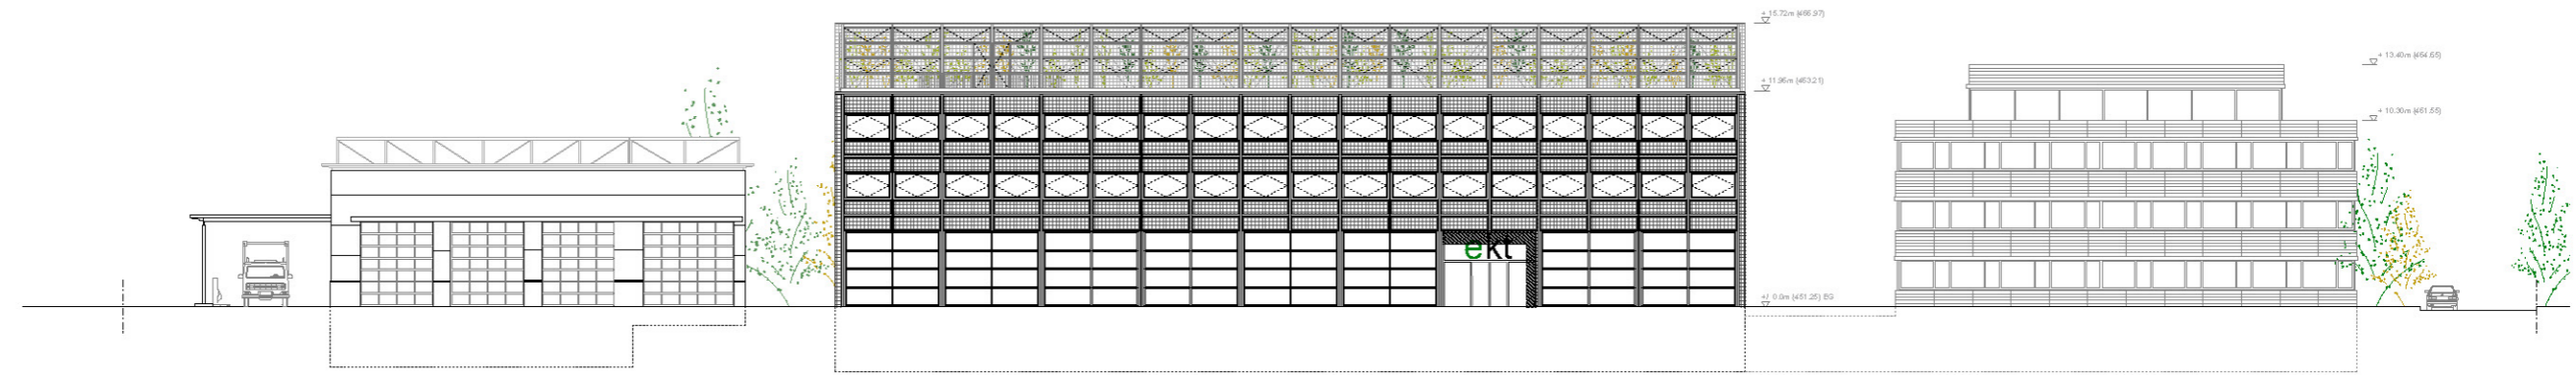 + 15.72m (466.97)
+ 13.40m (464.65)
+ 11.96m (463.21)
+ 10.30m (461.55)
ekt
+/ 0.0m (451.25) EG